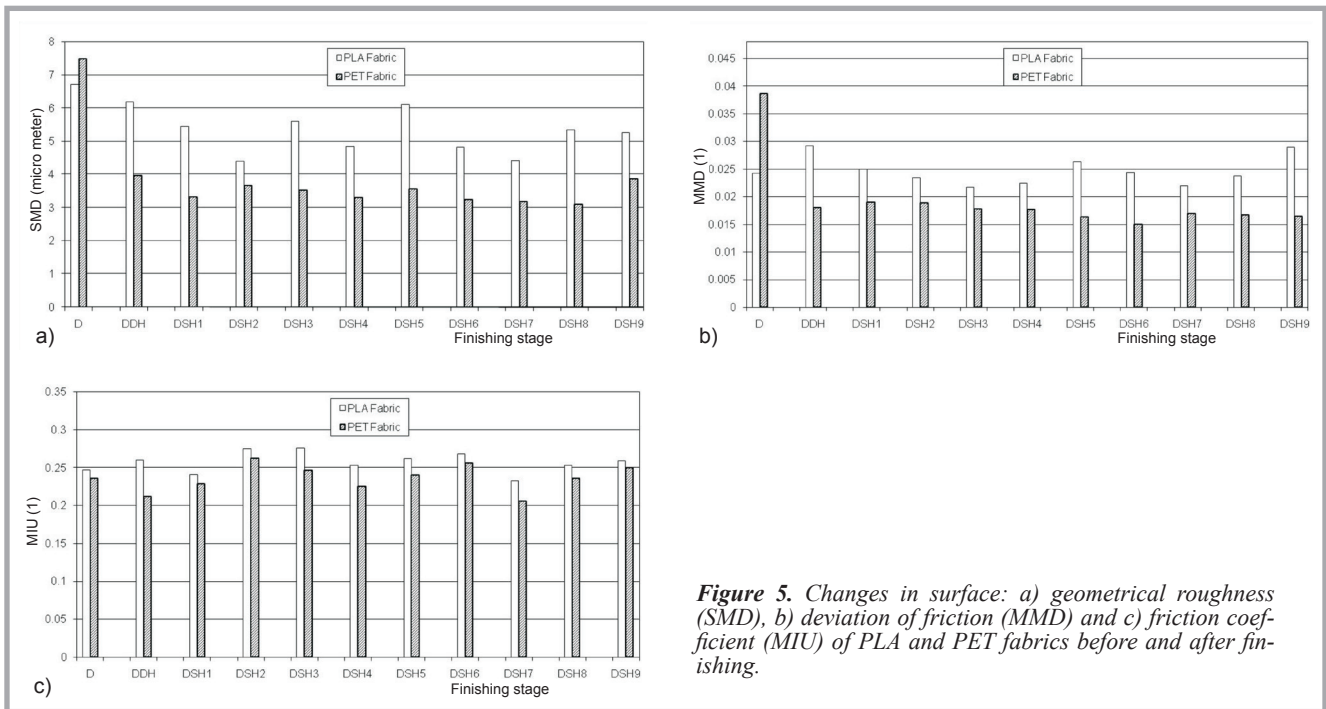 8
7
6
5
4
3
2
1
0
SMD (micro meter)
PLA Fabric
PET Fabric
D DDH DSH1 DSH2 DSH3 DSH4 DSH5 DSH6 DSH7 DSH8 DSH9
Finishing stage
a)
0.045
0.04
0.035
0.03
0.025
0.02
0.015
0.01
0.005
0
MMD (1)
PLA Fabric
PET Fabric
D DDH DSH1 DSH2 DSH3 DSH4 DSH5 DSH6 DSH7 DSH8 DSH9
Finishing stage
b)
0.35
0.3
0.25
0.2
0.15
0.1
0.05
0
MIU (1)
PLA Fabric
PET Fabric
D DDH DSH1 DSH2 DSH3 DSH4 DSH5 DSH6 DSH7 DSH8 DSH9
Finishing stage
c)
Figure 5. Changes in surface: a) geometrical roughness
(SMD), b) deviation of friction (MMD) and c) friction coef-
ficient (MIU) of PLA and PET fabrics before and after fin-
ishing.